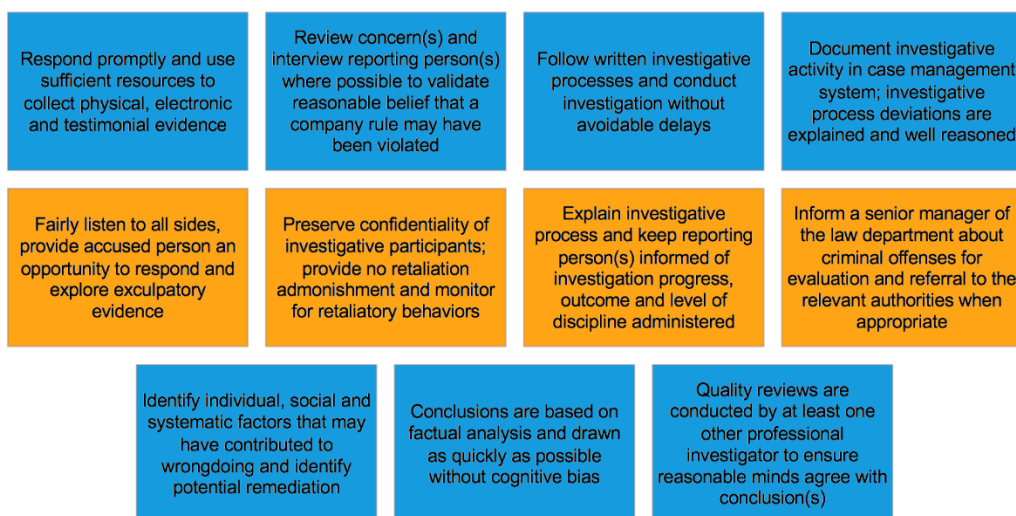 Respond promptly and use
sufficient resources to
collect physical, electronic
and testimonial evidence
Review concern(s) and
interview reporting person(s)
where possible to validate
reasonable belief that a
company rule may have
been violated
Follow written investigative
processes and conduct
investigation without
avoidable delays
Document investigative
activity in case management
system; investigative
process deviations are
explained and well reasoned
Fairly listen to all sides,
provide accused person an
opportunity to respond and
explore exculpatory
evidence
Preserve confidentiality of
investigative participants;
provide no retaliation
admonishment and monitor
for retaliatory behaviors
Explain investigative
process and keep reporting
person(s) informed of
investigation progress,
outcome and level of
discipline administered
Inform a senior manager of
the law department about
criminal offenses for
evaluation and referral to the
relevant authorities when
appropriate
Identify individual, social and
systematic factors that may
have contributed to
wrongdoing and identify
potential remediation
Conclusions are based on
factual analysis and drawn
as quickly as possible
without cognitive bias
Quality reviews are
conducted by at least one
other professional
investigator to ensure
reasonable minds agree with
conclusion(s)